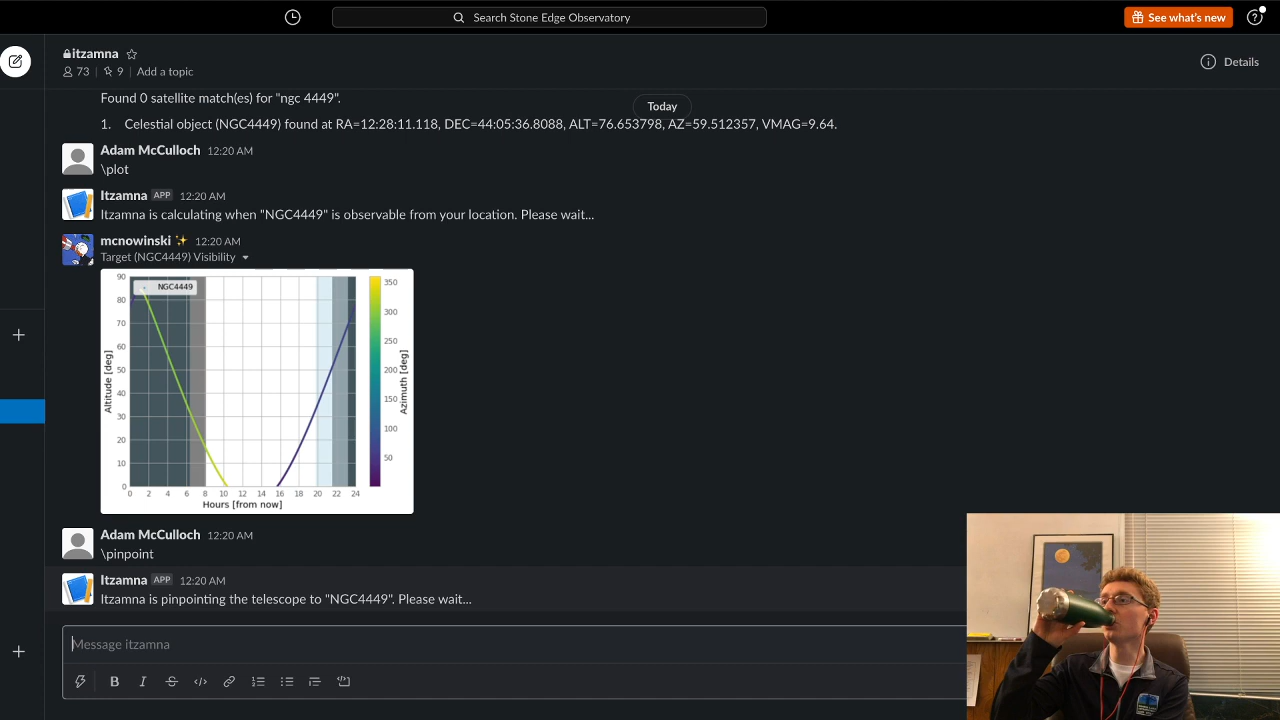 Search Stone Edge Observatory
See what's new
itzamna
73 | 9 | Add a topic
Details
Found 0 satellite match(es) for "ngc 4449".
Today
1. Celestial object (NGC4449) found at RA=12:28:11.118, DEC=44:05:36.8088, ALT=76.653798, AZ=59.512357, VMAG=9.64.
Adam McCulloch 12:20 AM
\plot
Itzamna APP 12:20 AM
Itzamna is calculating when "NGC4449" is observable from your location. Please wait...
mcnowinski 12:20 AM
Target (NGC4449) Visibility
NGC4449
90
80
70
60
50
40
30
20
10
0
Altitude [deg]
0 2 4 6 8 10 12 14 16 18 20 22 24
Hours [from now]
350
300
250
200
150
100
50
Azimuth [deg]
Adam McCulloch 12:20 AM
\pinpoint
Itzamna APP 12:20 AM
Itzamna is pinpointing the telescope to "NGC4449". Please wait...
Message itzamna